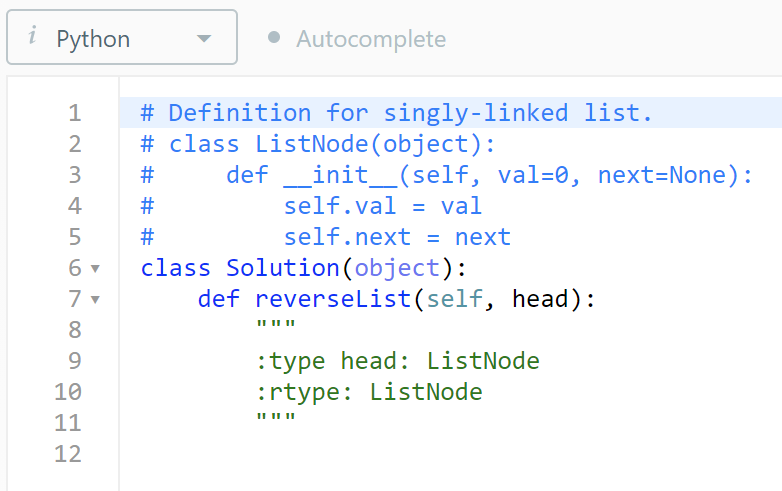 i Python Autocomplete
1 # Definition for singly-linked list.
2 # class ListNode(object):
3 #     def __init__(self, val=0, next=None):
4 #         self.val = val
5 #         self.next = next
6 class Solution(object):
7     def reverseList(self, head):
8         """
9         :type head: ListNode
10         :rtype: ListNode
11         """
12